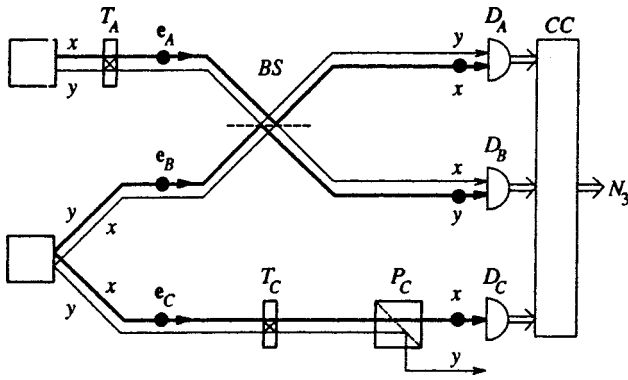 T_A
e_A
D_A
CC
x
y
y
x
BS
e_B
D_B
y
x
x
y
N_3
x
y
e_C
T_C
P_C
x
D_C
y